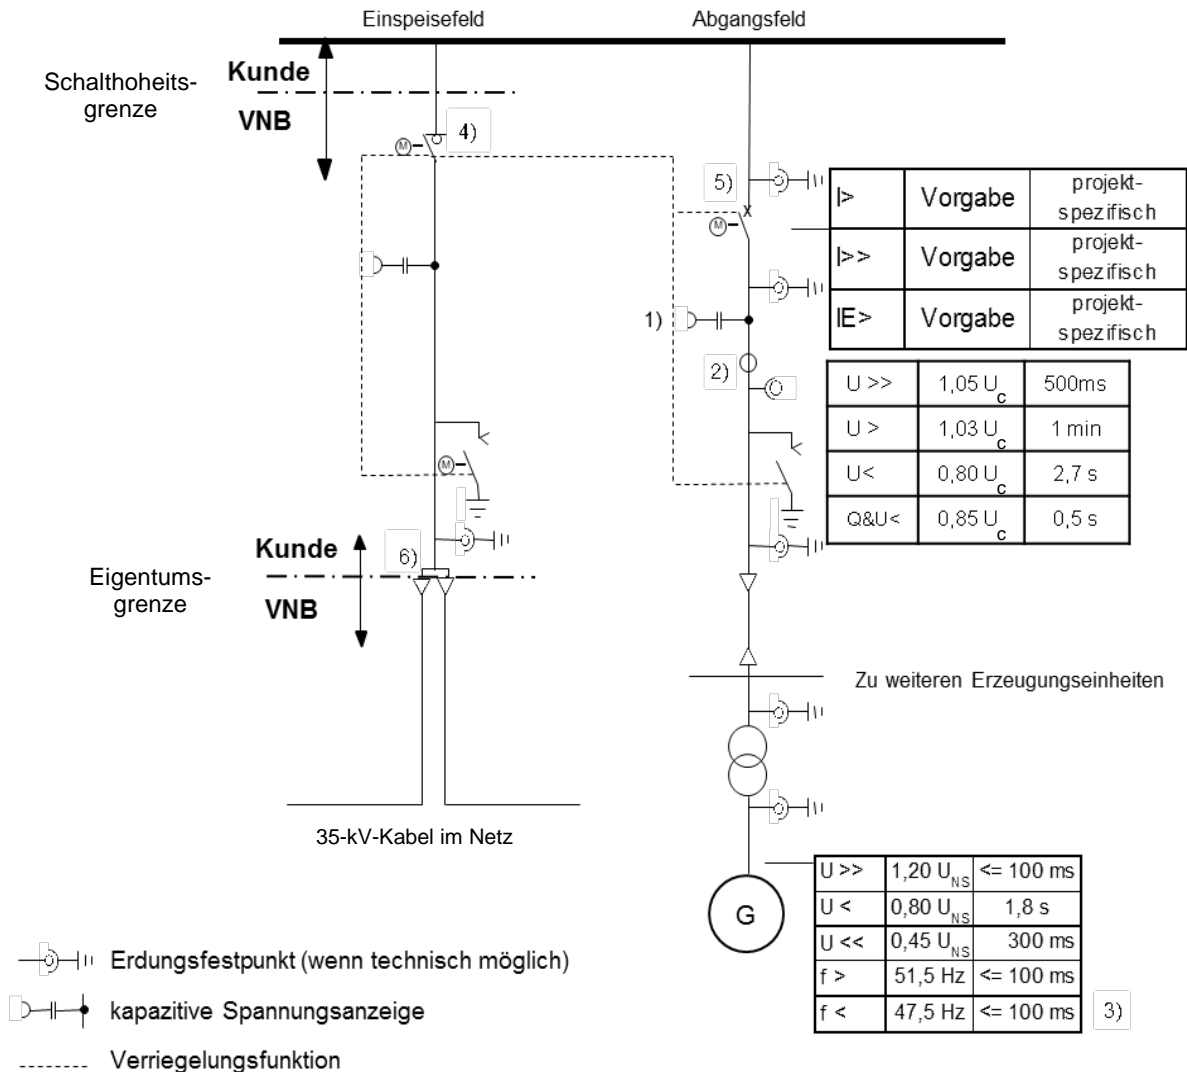 Einspeisefeld
Abgangsfeld
Schalthoheits-
grenze
Kunde
VNB
4)
M
5)
M
I> Vorgabe projekt-
spezifisch
I>> Vorgabe projekt-
spezifisch
IE> Vorgabe projekt-
spezifisch
1)
2)
U >> 1,05 Uc 500ms
U > 1,03 Uc 1 min
U< 0,80 Uc 2,7 s
Q&U< 0,85 Uc 0,5 s
M
Kunde
6)
Eigentums-
grenze
VNB
Zu weiteren Erzeugungseinheiten
35-kV-Kabel im Netz
G
U >> 1,20 UNS <= 100 ms
U < 0,80 UNS 1,8 s
U << 0,45 UNS 300 ms
f > 51,5 Hz <= 100 ms
f < 47,5 Hz <= 100 ms
3)
Erdungsfestpunkt (wenn technisch möglich)
kapazitive Spannungsanzeige
Verriegelungsfunktion